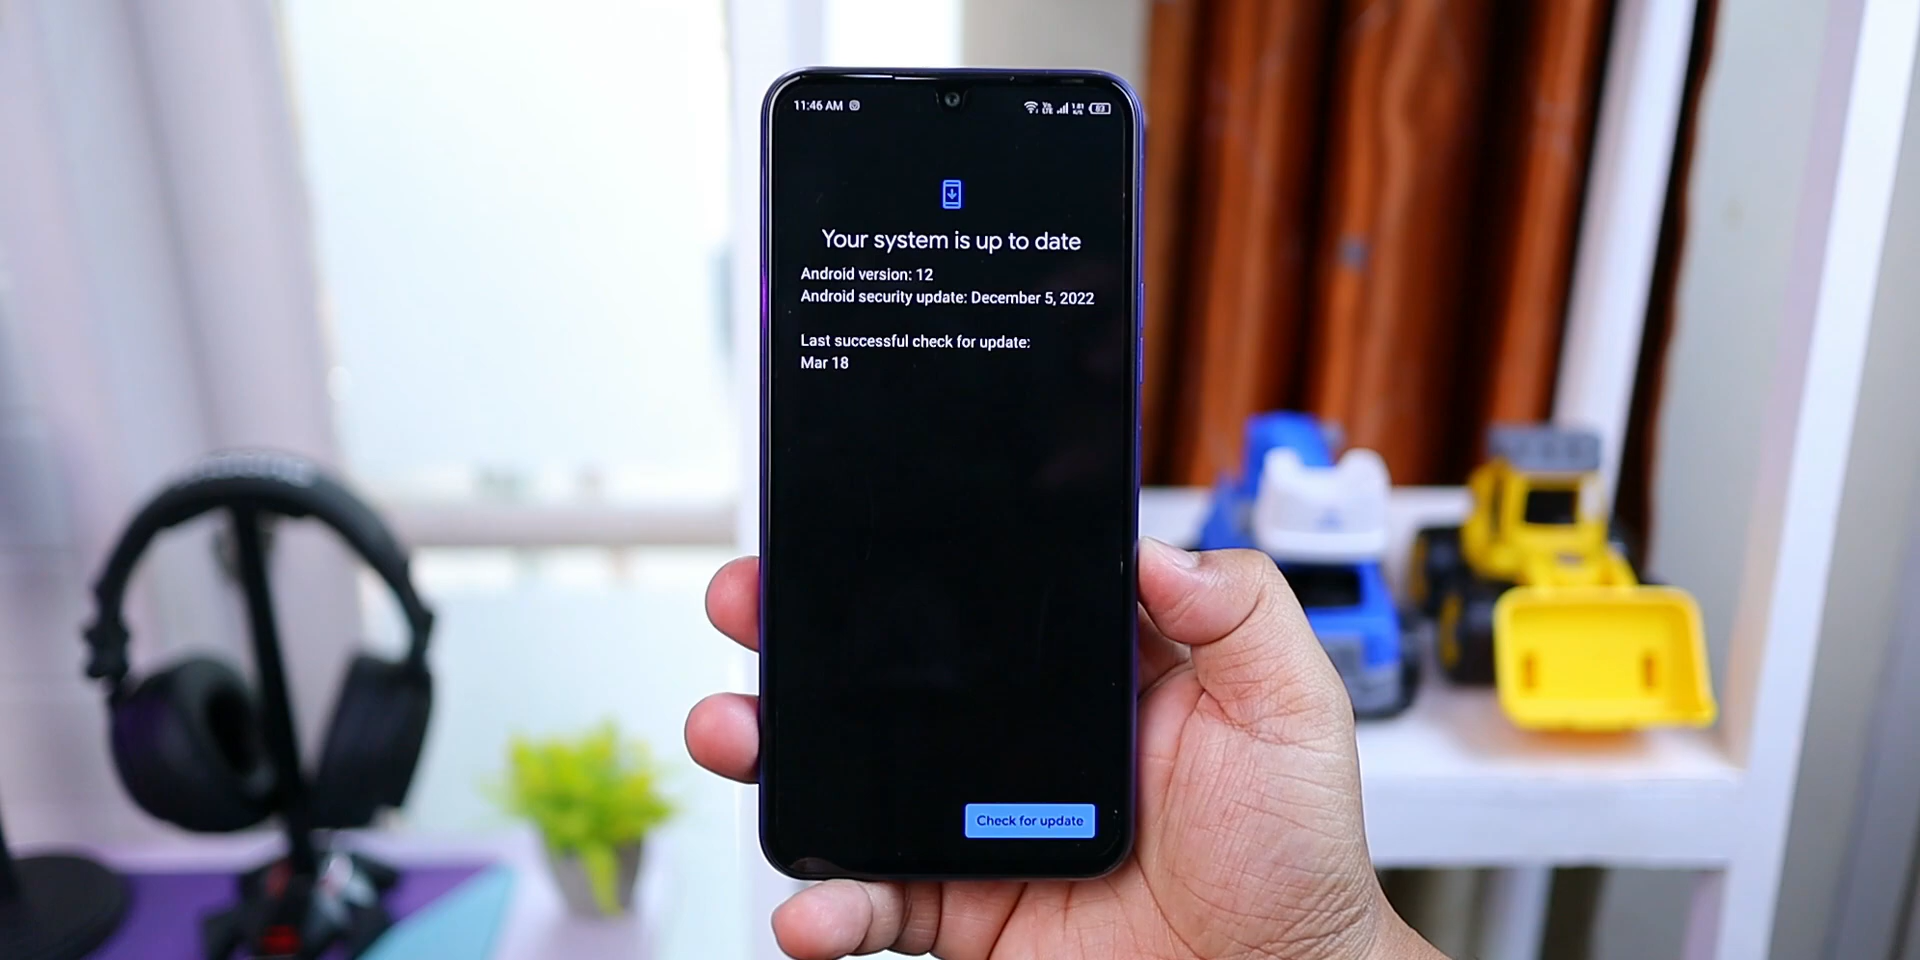 11:46 AM
Your system is up to date
Android version: 12
Android security update: December 5, 2022
Last successful check for update:
Mar 18
Check for update